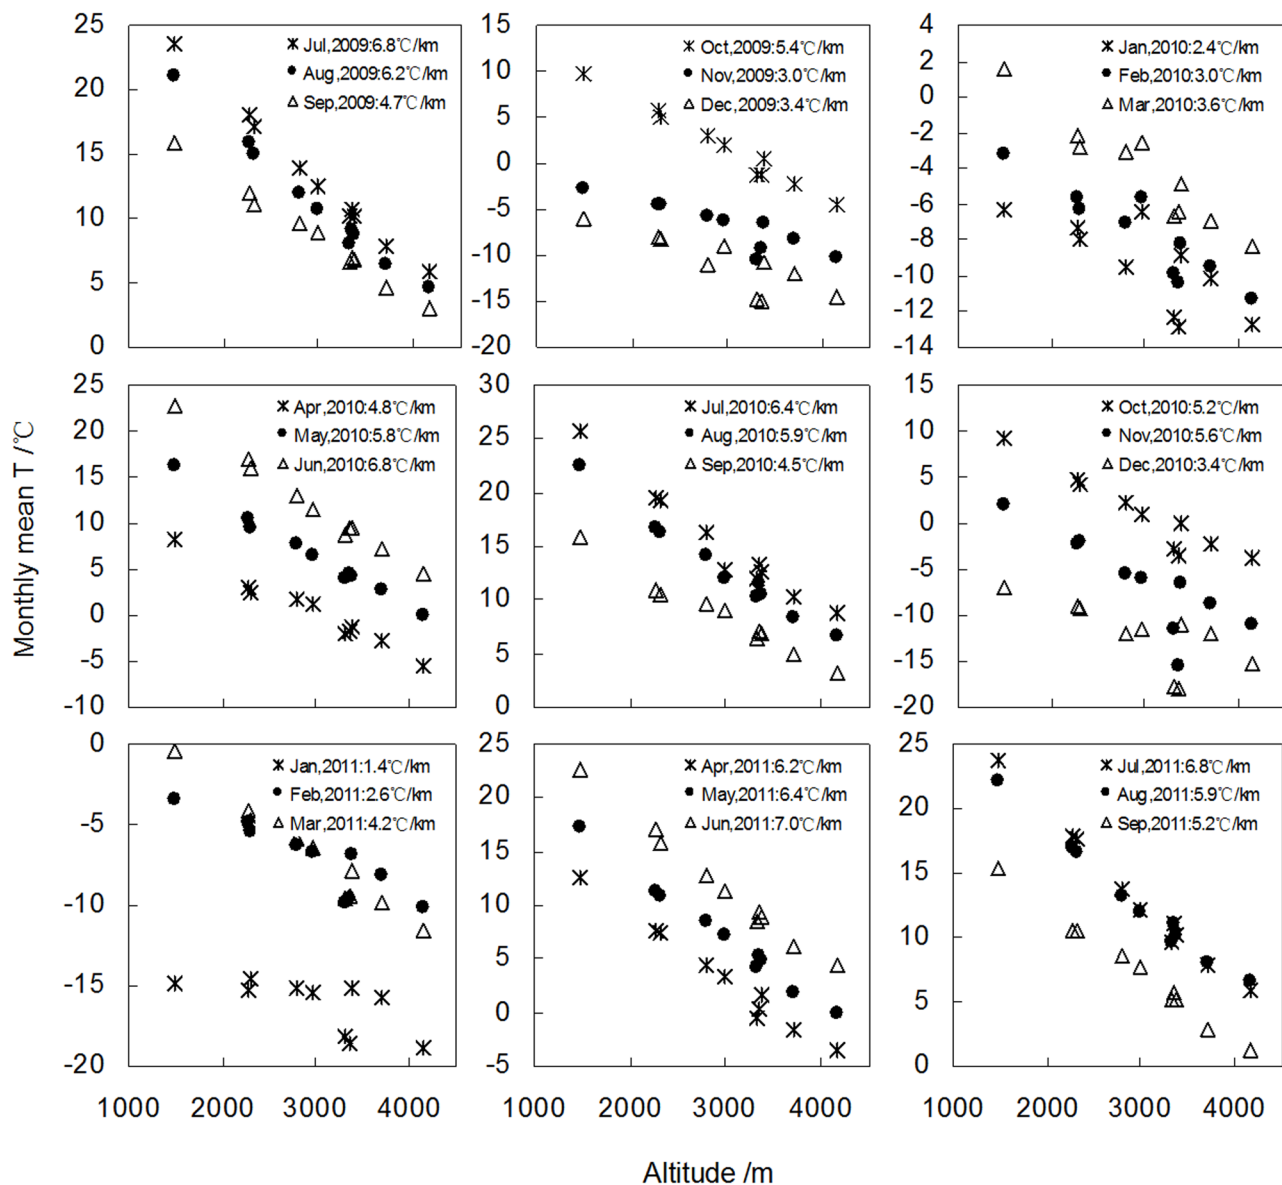 25
20
15
10
5
0
Jul,2009:6.8℃/km
Aug,2009:6.2℃/km
Sep,2009:4.7℃/km
15
10
5
0
-5
-10
-15
-20
Oct,2009:5.4℃/km
Nov,2009:3.0℃/km
Dec,2009:3.4℃/km
4
2
0
-2
-4
-6
-8
-10
-12
-14
Jan,2010:2.4℃/km
Feb,2010:3.0℃/km
Mar,2010:3.6℃/km
Monthly mean T /℃
25
20
15
10
5
0
-5
-10
Apr,2010:4.8℃/km
May,2010:5.8℃/km
Jun,2010:6.8℃/km
30
25
20
15
10
5
0
Jul,2010:6.4℃/km
Aug,2010:5.9℃/km
Sep,2010:4.5℃/km
15
10
5
0
-5
-10
-15
-20
Oct,2010:5.2℃/km
Nov,2010:5.6℃/km
Dec,2010:3.4℃/km
0
-5
-10
-15
-20
Jan,2011:1.4℃/km
Feb,2011:2.6℃/km
Mar,2011:4.2℃/km
1000 2000 3000 4000
25
20
15
10
5
0
-5
Apr,2011:6.2℃/km
May,2011:6.4℃/km
Jun,2011:7.0℃/km
1000 2000 3000 4000
25
20
15
10
5
0
Jul,2011:6.8℃/km
Aug,2011:5.9℃/km
Sep,2011:5.2℃/km
1000 2000 3000 4000
Altitude /m